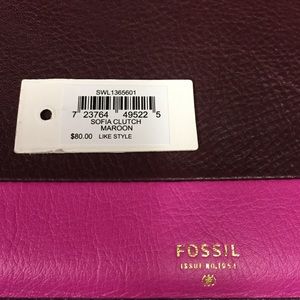 SWL1365601
7 23764 49522 5
SOFIA CLUTCH
MAROON
$80.00 LIKE STYLE
FOSSIL
ISSUE NO.1954